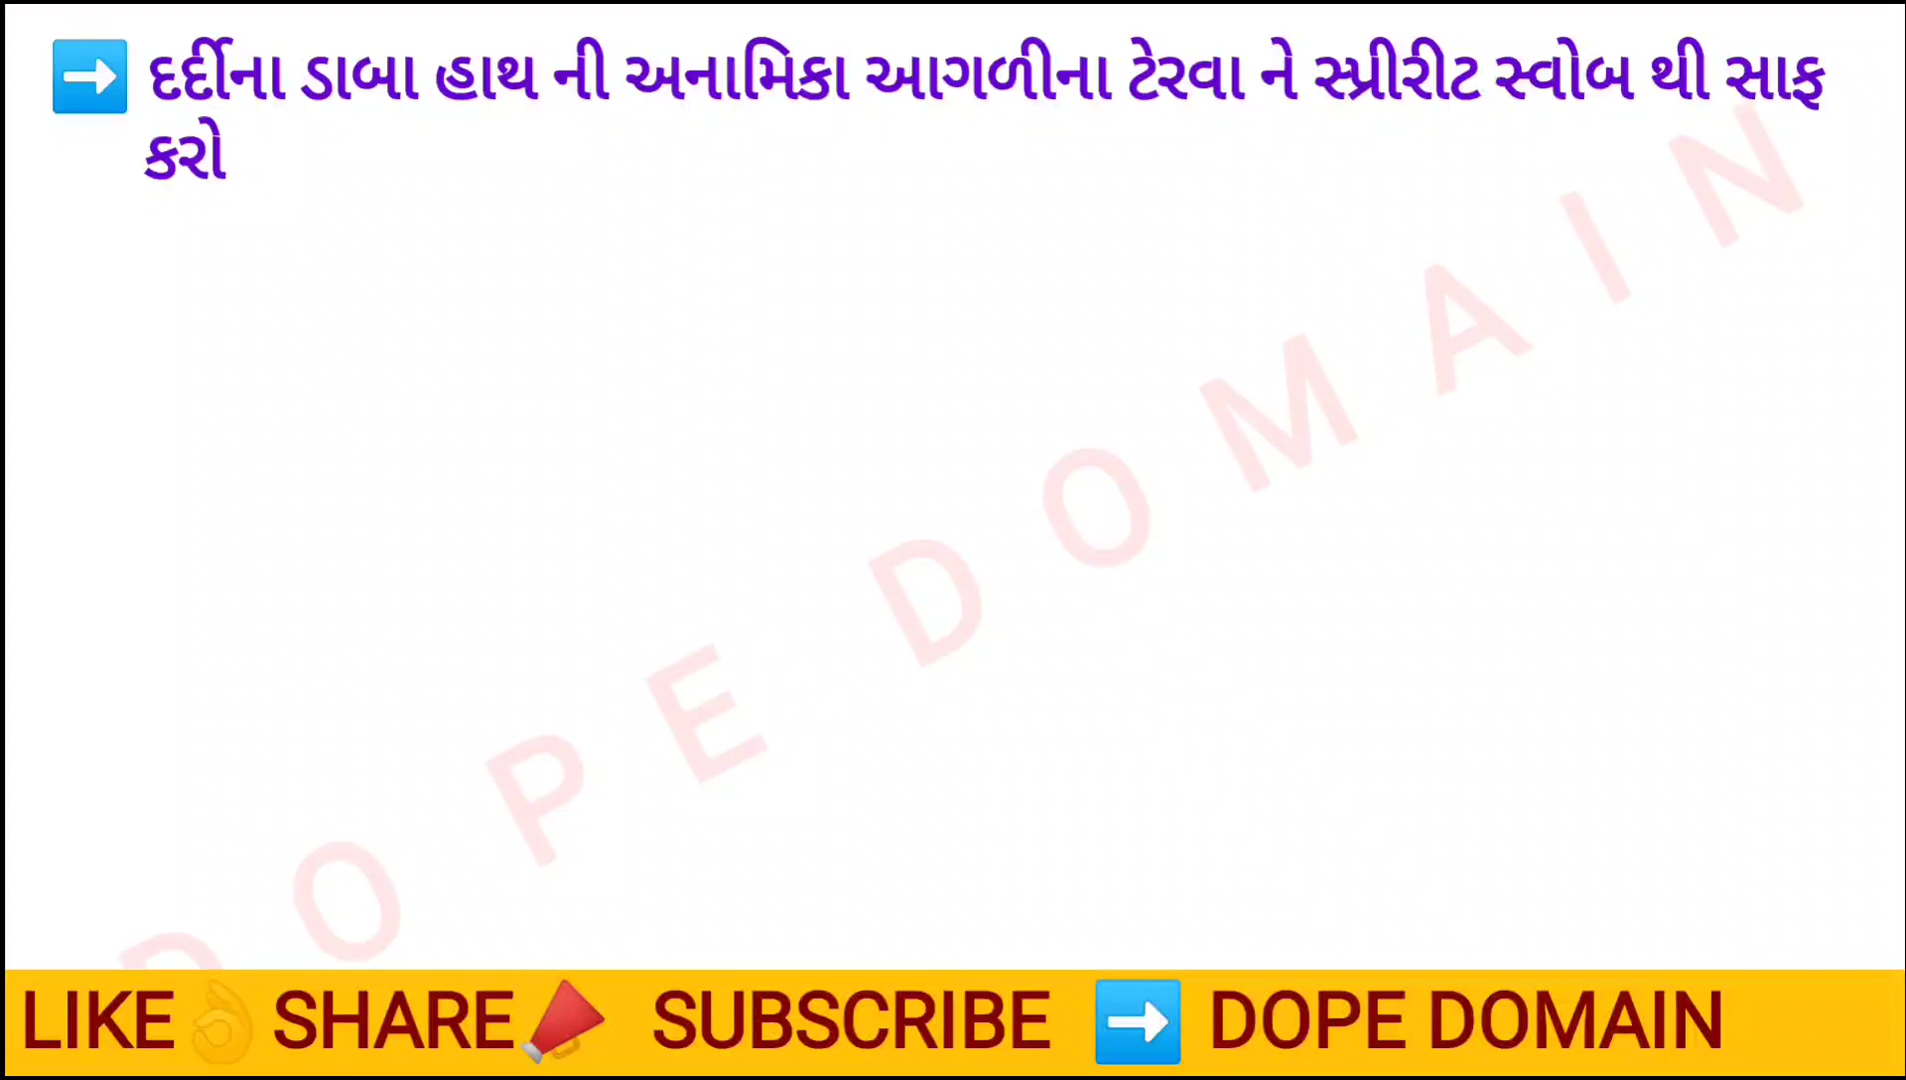 ➡️ દર્દીના ડાબા હાથ ની અનામિકા આગળીના ટેરવા ને સ્પ્રીરીટ સ્વોબ થી સાફ
કરો
DOPE DOMAIN
LIKE👌SHARE📣 SUBSCRIBE ➡️ DOPE DOMAIN